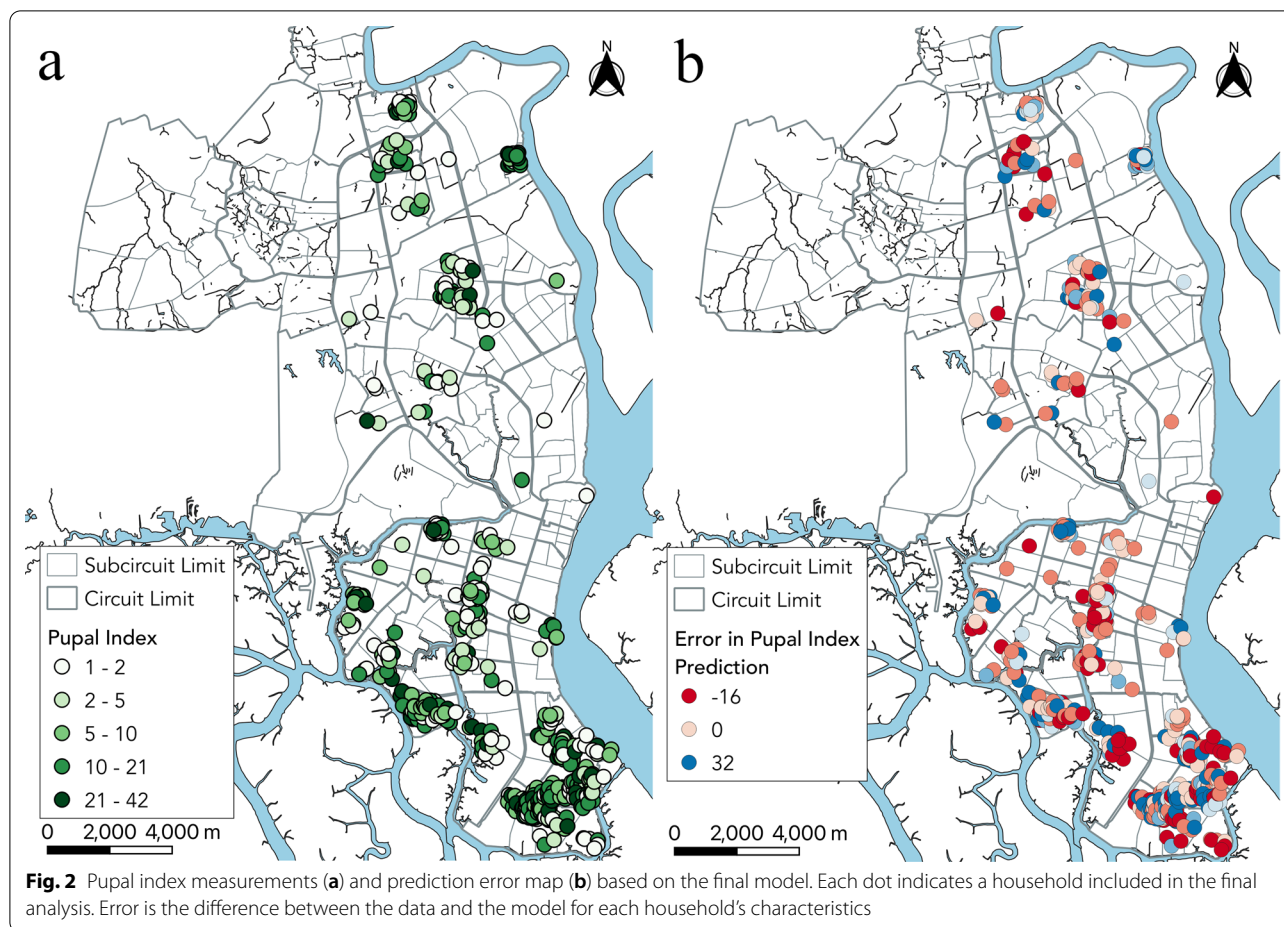 a
N
Subcircuit Limit
Circuit Limit
Pupal Index
1 - 2
2 - 5
5 - 10
10 - 21
21 - 42
0 2,000 4,000 m
b
N
Subcircuit Limit
Circuit Limit
Error in Pupal Index
Prediction
-16
0
32
0 2,000 4,000 m
Fig. 2 Pupal index measurements (a) and prediction error map (b) based on the final model. Each dot indicates a household included in the final
analysis. Error is the difference between the data and the model for each household’s characteristics